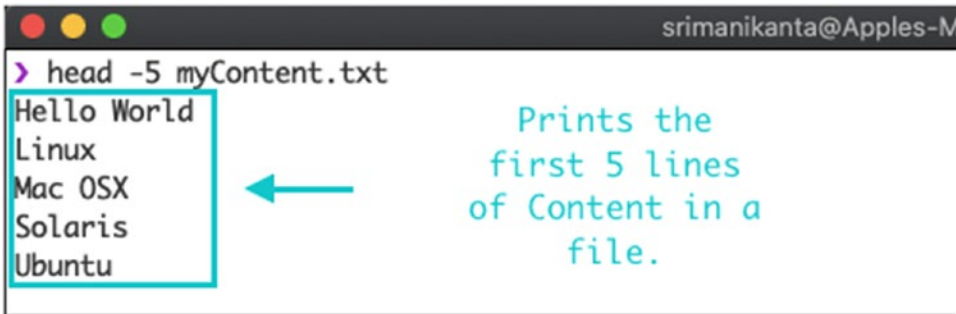 srimanikanta@Apples-M
❯ head -5 myContent.txt
Hello World
Linux
Mac OSX
Solaris
Ubuntu
Prints the
first 5 lines
of Content in a
file.